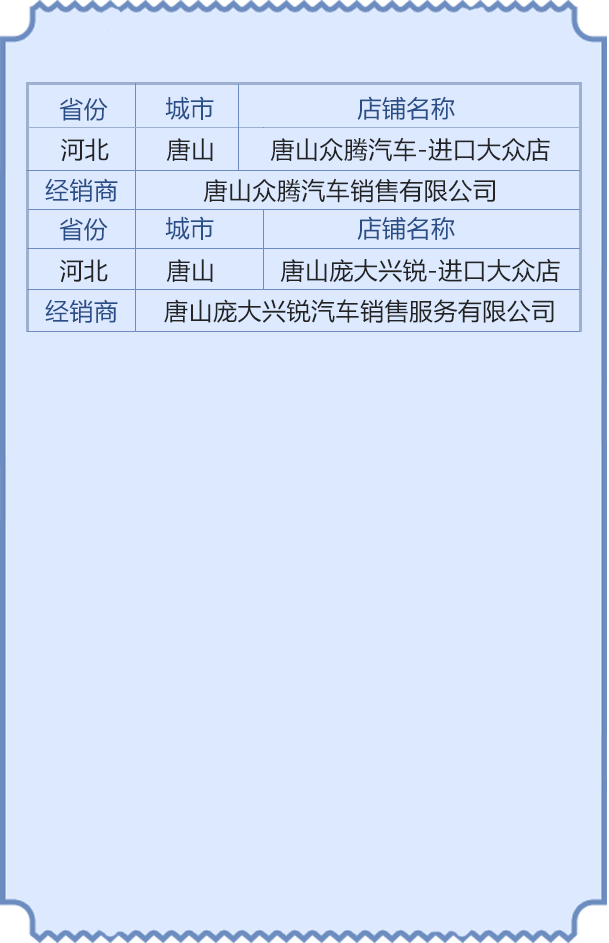 省份 城市 店铺名称
河北 唐山 唐山众腾汽车-进口大众店
经销商 唐山众腾汽车销售有限公司
省份 城市 店铺名称
河北 唐山 唐山庞大兴锐-进口大众店
经销商 唐山庞大兴锐汽车销售服务有限公司